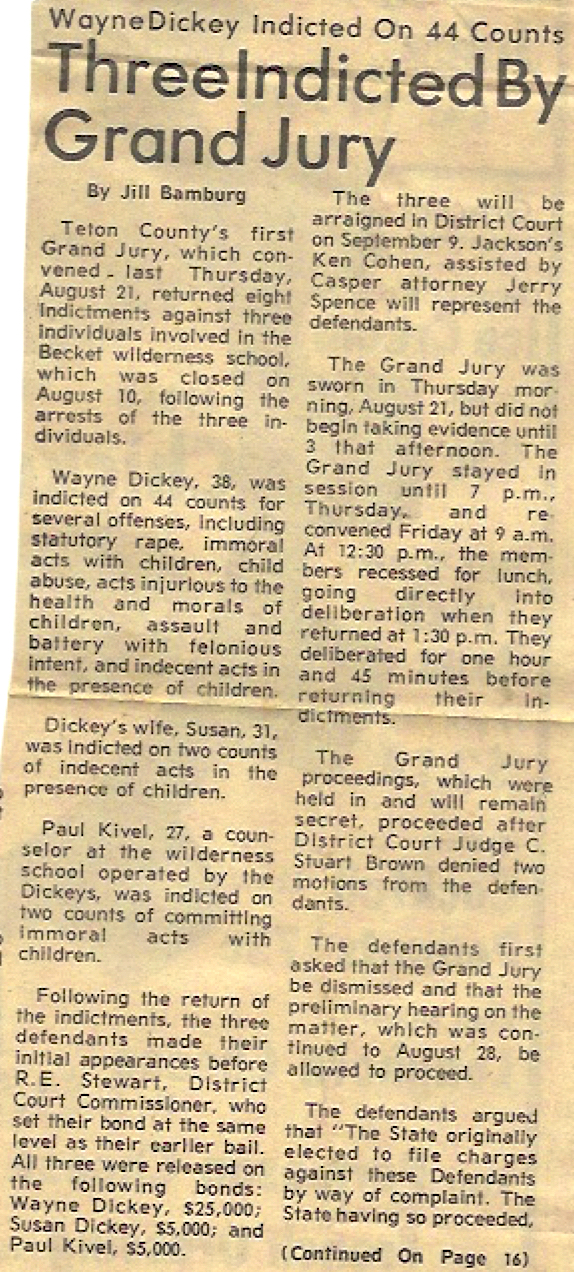 Wayne Dickey Indicted On 44 Counts
Three Indicted By
Grand Jury
By Jill Bamburg
Teton County's first
Grand Jury, which con-
vened last Thursday,
August 21, returned eight
indictments against three
individuals involved in the
Becket wilderness school,
which was closed on
August 10, following the
arrests of the three in-
dividuals.
Wayne Dickey, 38, was
indicted on 44 counts for
several offenses, including
statutory rape, immoral
acts with children, child
abuse, acts injurious to the
health and morals of
children, assault and
battery with felonious
intent, and indecent acts in
the presence of children.
Dickey's wife, Susan, 31,
was indicted on two counts
of indecent acts in the
presence of children.
Paul Kivel, 27, a coun-
selor at the wilderness
school operated by the
Dickeys, was indicted on
two counts of committing
immoral acts with
children.
Following the return of
the indictments, the three
defendants made their
initial appearances before
R.E. Stewart, District
Court Commissioner, who
set their bond at the same
level as their earlier bail.
All three were released on
the following bonds:
Wayne Dickey, $25,000;
Susan Dickey, $5,000; and
Paul Kivel, $5,000.
The three will be
arraigned in District Court
on September 9. Jackson's
Ken Cohen, assisted by
Casper attorney Jerry
Spence will represent the
defendants.
The Grand Jury was
sworn in Thursday mor-
ning, August 21, but did not
begin taking evidence until
3 that afternoon. The
Grand Jury stayed in
session until 7 p.m.,
Thursday, and re-
convened Friday at 9 a.m.
At 12:30 p.m., the mem-
bers recessed for lunch,
going directly into
deliberation when they
returned at 1:30 p.m. They
deliberated for one hour
and 45 minutes before
returning their in-
dictments.
The Grand Jury
proceedings, which were
held in and will remain
secret, proceeded after
District Court Judge C.
Stuart Brown denied two
motions from the defen-
dants.
The defendants first
asked that the Grand Jury
be dismissed and that the
preliminary hearing on the
matter, which was con-
tinued to August 28, be
allowed to proceed.
The defendants argued
that "The State originally
elected to file charges
against these Defendants
by way of complaint. The
State having so proceeded,
(Continued On Page 16)